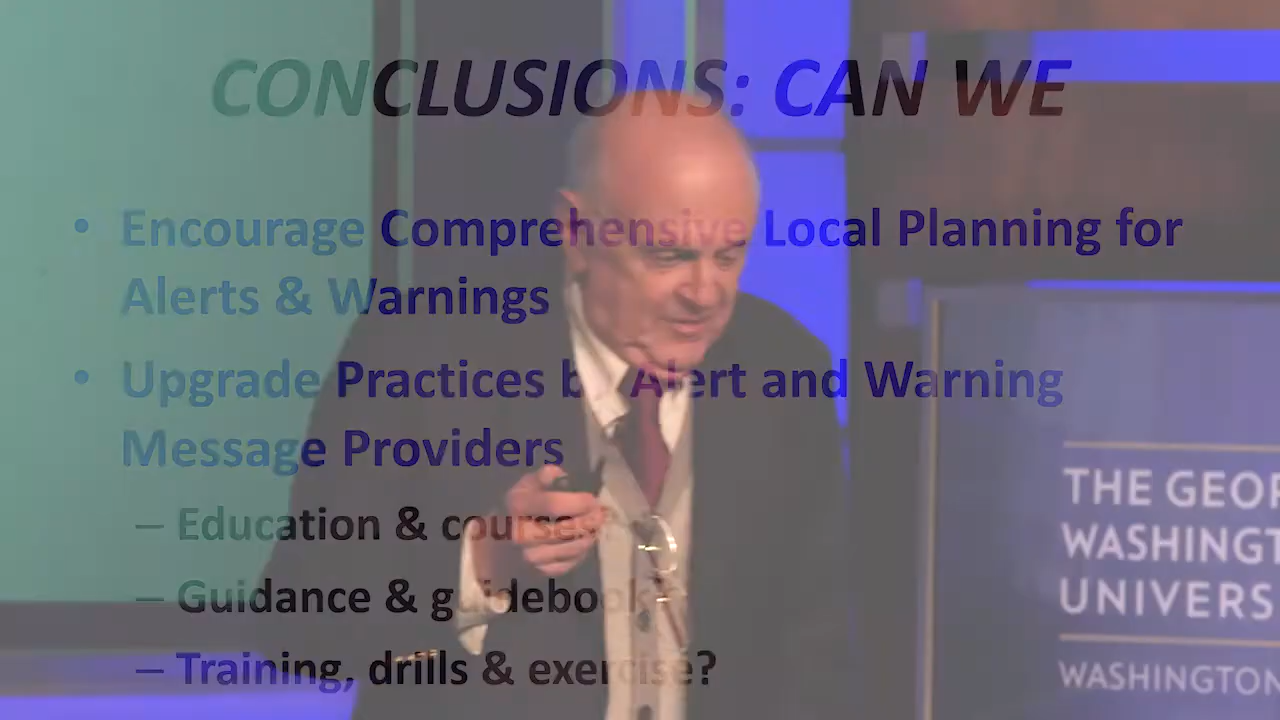 CONCLUSIONS: CAN WE
• Encourage Comprehensive Local Planning for
Alerts & Warnings
• Upgrade Practices by Alert and Warning
Message Providers
– Education & courses?
– Guidance & guidebook
– Training, drills & exercise?
THE GEOR
WASHINGT
UNIVERS
WASHINGTON